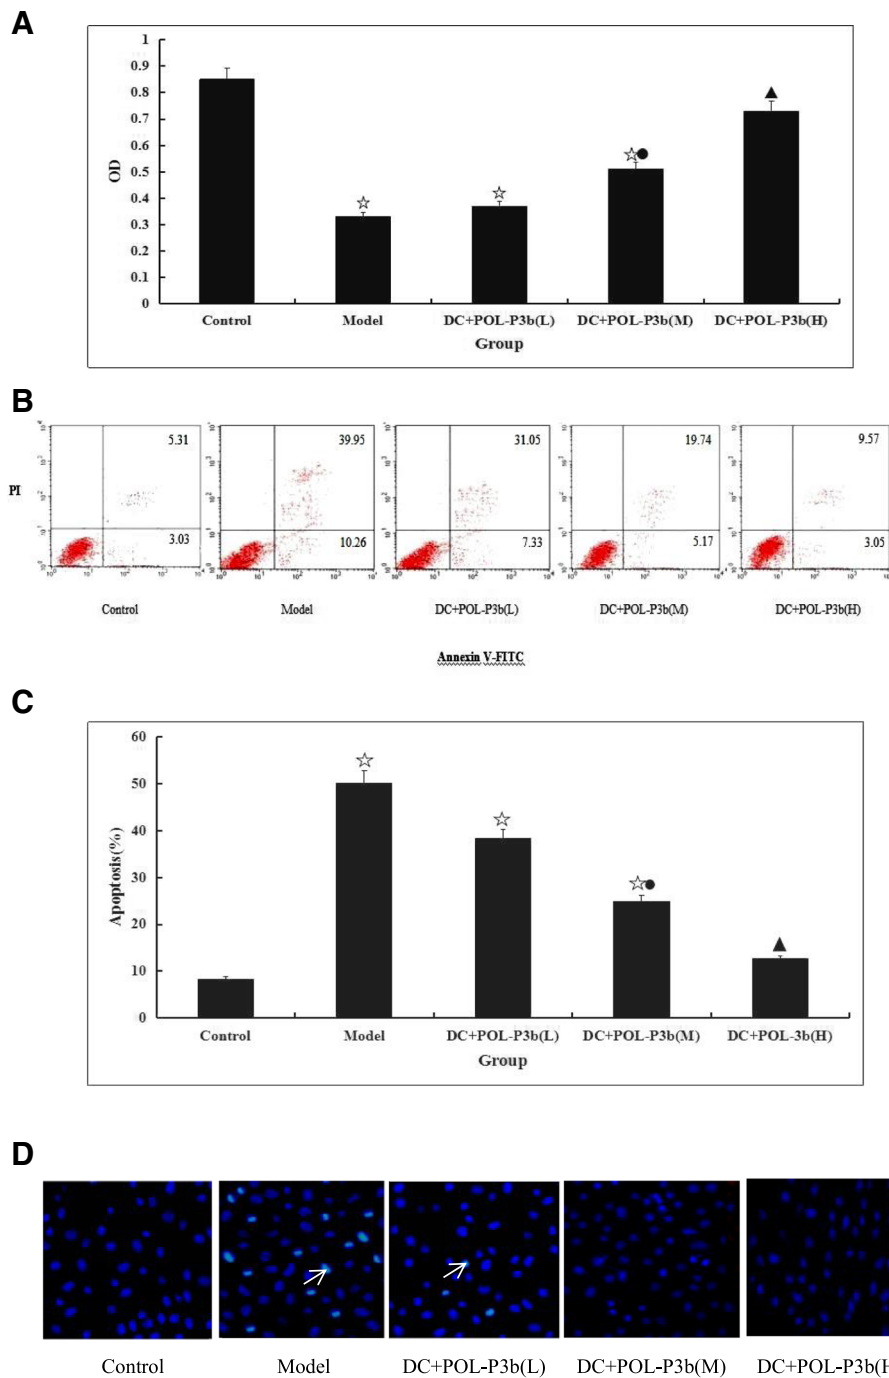 A
1
0.9
0.8
0.7
0.6
0.5
0.4
0.3
0.2
0.1
0
OD
☆
☆
☆●
▲
Control Model DC+POL-P3b(L) DC+POL-P3b(M) DC+POL-P3b(H)
Group
B
5.31 39.95 31.05 19.74 9.57
PI
3.03 10.26 7.33 5.17 3.05
Control Model DC+POL-P3b(L) DC+POL-P3b(M) DC+POL-P3b(H)
Annexin V-FITC
C
60
50
40
30
20
10
0
Apoptosis(%)
☆
☆
☆●
▲
Control Model DC+POL-P3b(L) DC+POL-P3b(M) DC+POL-3b(H)
Group
D
Control Model DC+POL-P3b(L) DC+POL-P3b(M) DC+POL-P3b(H